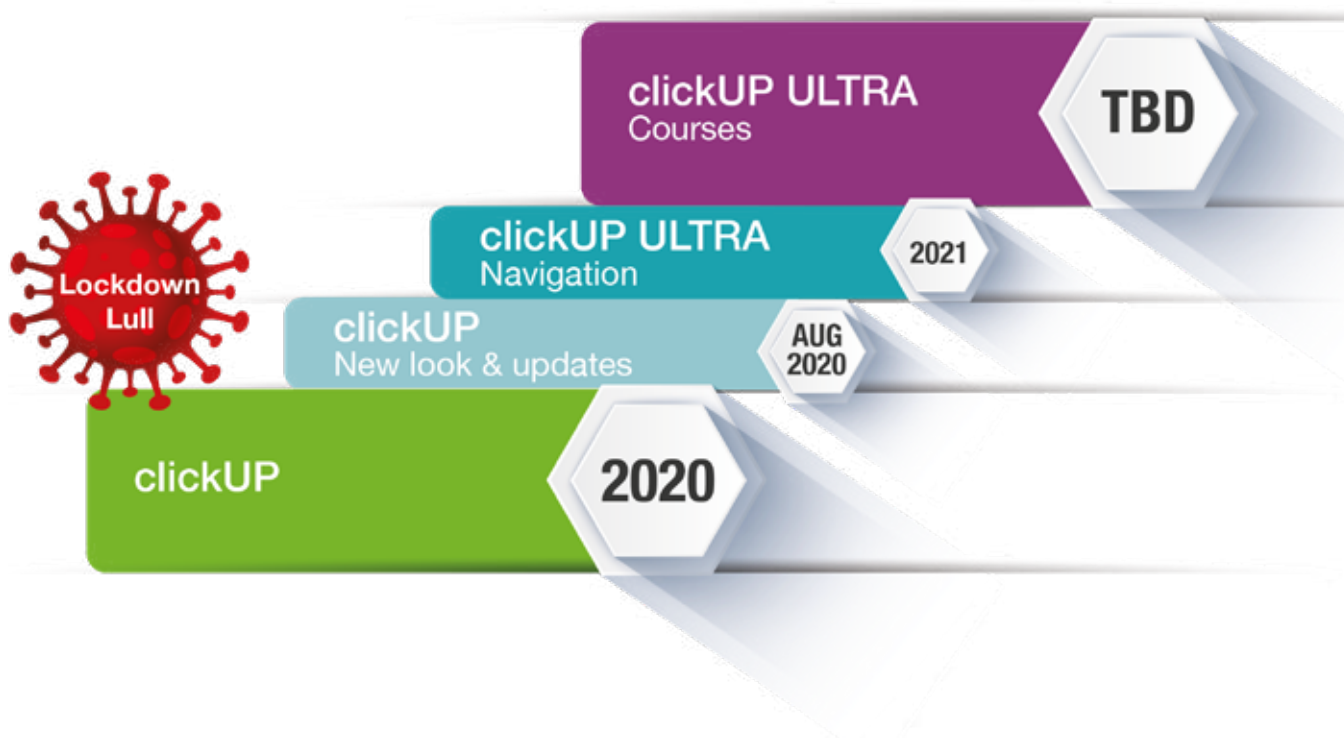 clickUP ULTRA
Courses
TBD
clickUP ULTRA
Navigation
2021
Lockdown
Lull
clickUP
New look & updates
AUG
2020
clickUP
2020